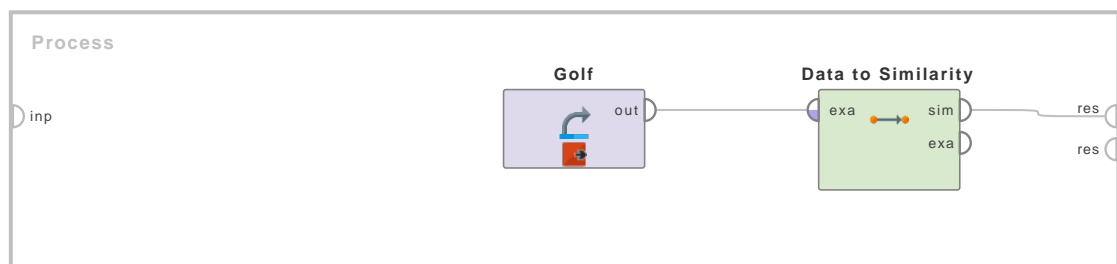 Process
Golf
Data to Similarity
inp
out
exa
sim
res
exa
res